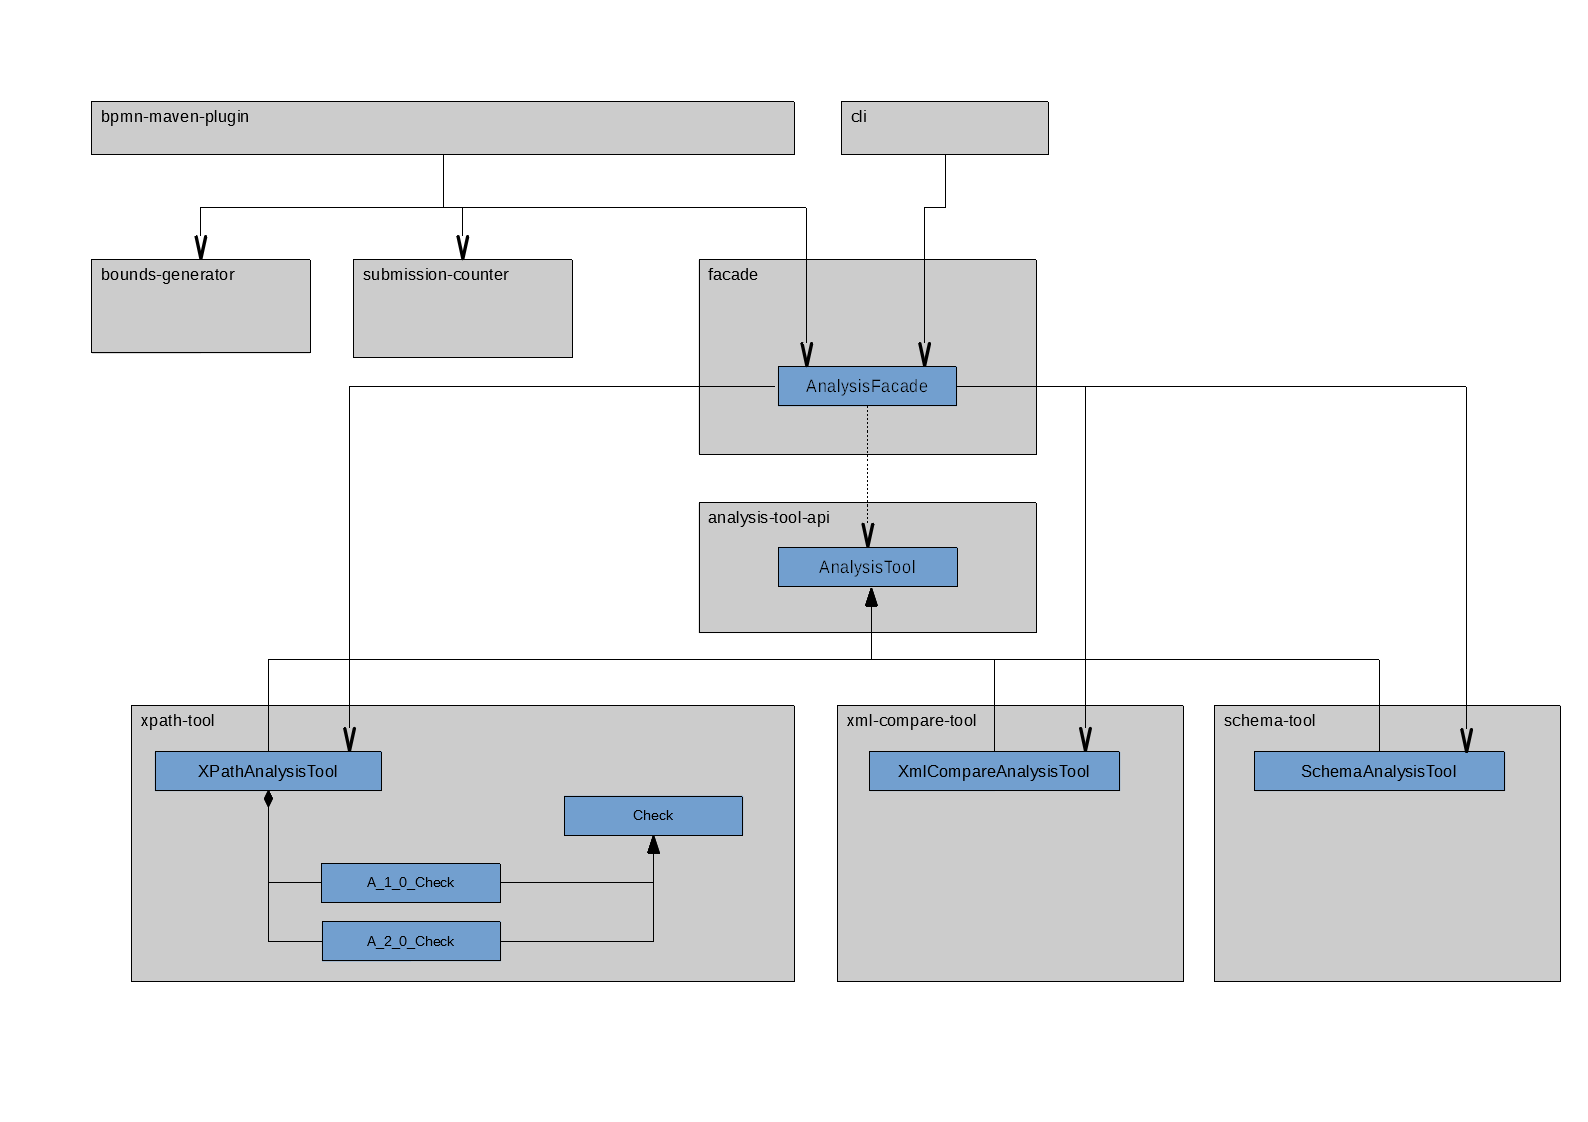 bpmn-maven-plugin
cli
bounds-generator
submission-counter
facade
AnalysisFacade
analysis-tool-api
AnalysisTool
xpath-tool
xml-compare-tool
schema-tool
XPathAnalysisTool
XmlCompareAnalysisTool
SchemaAnalysisTool
Check
A_1_0_Check
A_2_0_Check